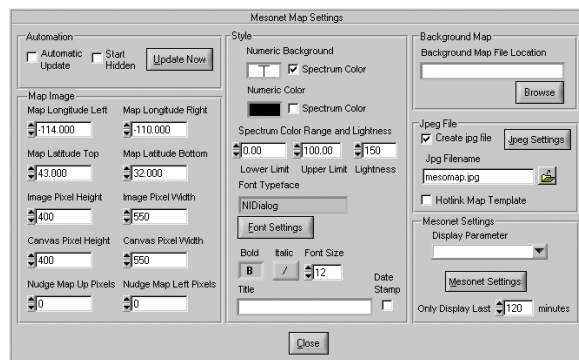 Mesonet Map Settings
Automation
Automatic Update
Start Hidden
Update Now
Map Image
Map Longitude Left
Map Longitude Right
-114.000
-110.000
Map Latitude Top
Map Latitude Bottom
43.000
32.000
Image Pixel Height
Image Pixel Width
400
550
Canvas Pixel Height
Canvas Pixel Width
400
550
Nudge Map Up Pixels
Nudge Map Left Pixels
0
0
Style
Numeric Background
T
Spectrum Color
Numeric Color
Spectrum Color
Spectrum Color Range and Lightness
0.00
100.00
150
Lower Limit
Upper Limit
Lightness
Font Typeface
NIDialog
Font Settings
Bold
Italic
Font Size
B
/
12
Title
Date Stamp
Background Map
Background Map File Location
Browse
Jpeg File
Create jpg file
Jpeg Settings
Jpg Filename
mesomap.jpg
Hotlink Map Template
Mesonet Settings
Display Parameter
Mesonet Settings
Only Display Last
120
minutes
Close